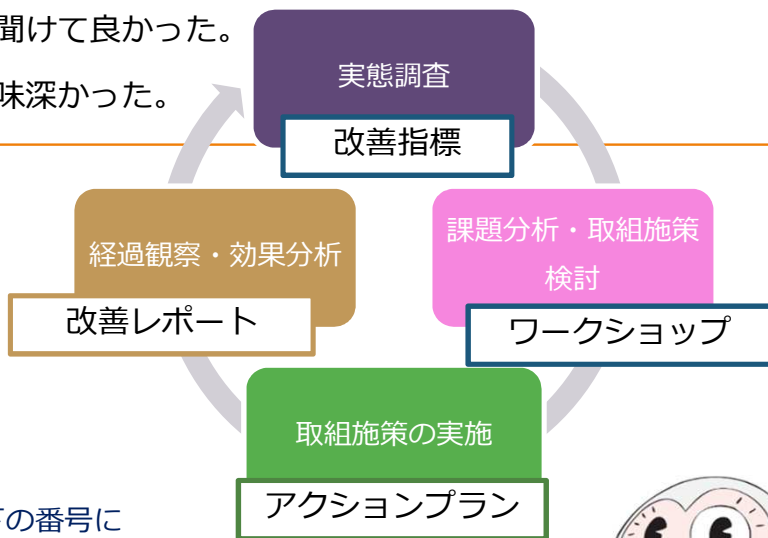 聞けて良かった。
味深かった。
実態調査
改善指標
経過観察・効果分析
改善レポート
課題分析・取組施策
検討
ワークショップ
取組施策の実施
アクションプラン
下の番号に